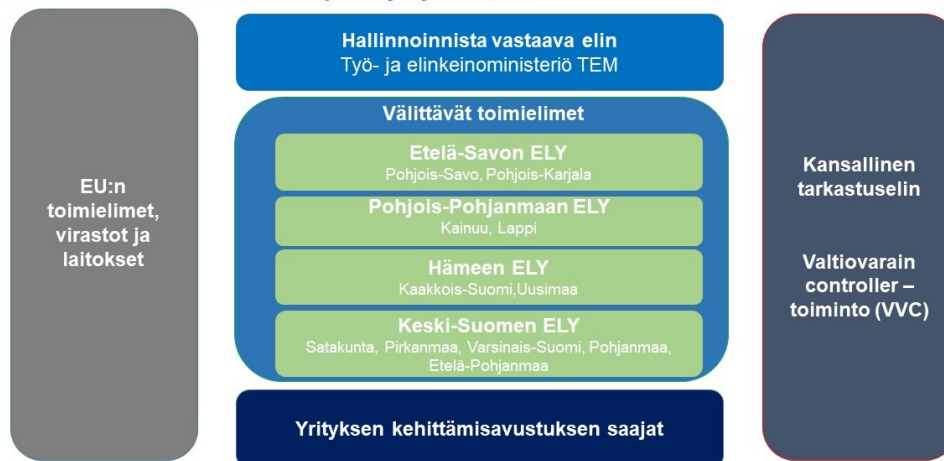 EU:n
toimielimet,
virastot ja
laitokset
Hallinnoinnista vastaava elin
Työ- ja elinkeinoministeriö TEM
Välittävät toimielimet
Etelä-Savon ELY
Pohjois-Savo, Pohjois-Karjala
Pohjois-Pohjanmaan ELY
Kainuu, Lappi
Hämeen ELY
Kaakkois-Suomi,Uusimaa
Keski-Suomen ELY
Satakunta, Pirkanmaa, Varsinais-Suomi, Pohjanmaa,
Etelä-Pohjanmaa
Yrityksen kehittämisavustuksen saajat
Kansallinen
tarkastuselin
Valtiovarain
controller –
toiminto (VVC)